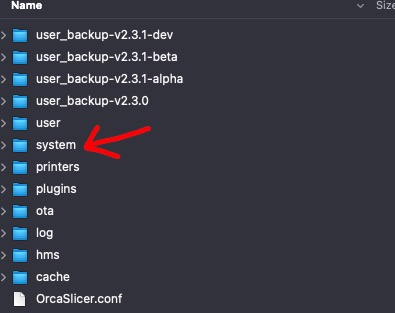 Name
Size
user_backup-v2.3.1-dev
user_backup-v2.3.1-beta
user_backup-v2.3.1-alpha
user_backup-v2.3.0
user
system
printers
plugins
ota
log
hms
cache
OrcaSlicer.conf